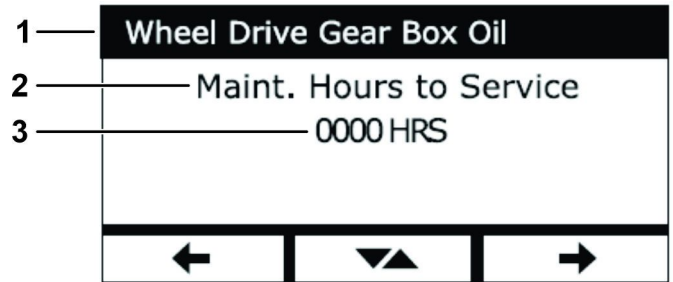 1
Wheel Drive Gear Box Oil
2
Maint. Hours to Service
3
0000 HRS